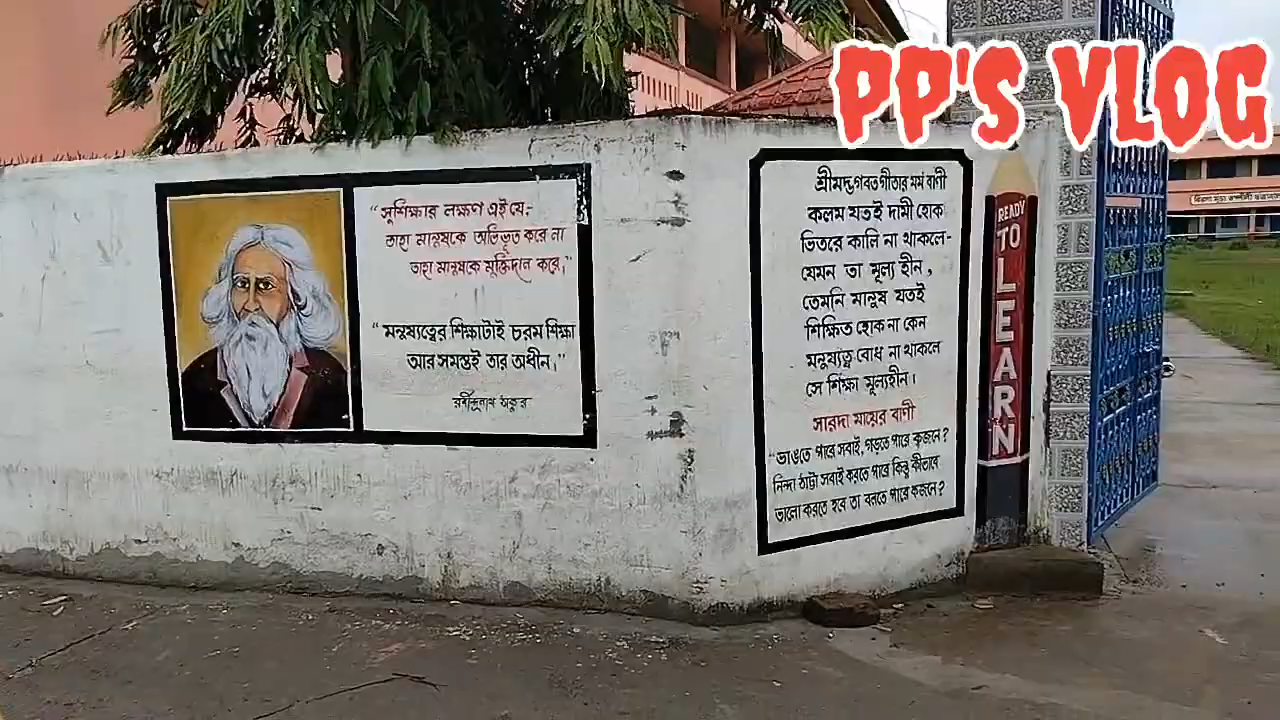 PP'S VLOG
"সুশিক্ষার লক্ষণ এই যে-
তাহা মানুষকে অভিভূত করে না
তাহা মানুষকে মুক্তিদান করে।"
"মনুষ্যত্বের শিক্ষাটাই চরম শিক্ষা
আর সমস্তই তার অধীন।"
রবীন্দ্রনাথ ঠাকুর
শ্রীমদ্ভগবত গীতার মর্ম বাণী
কলম যতই দামী হোক
ভিতরে কালি না থাকলে-
যেমন তা মূল্য হীন,
তেমনি মানুষ যতই
শিক্ষিত হোক না কেন
মনুষ্যত্ব বোধ না থাকলে
সে শিক্ষা মূল্যহীন।
সারদা মায়ের বাণী
"ভাঙতে পারে সবাই, গড়তে পারে ক'জনে?
নিন্দা ঠাট্টা সবাই করতে পারে কিন্তু কীভাবে
ভালো করতে হবে তা বলতে পারে ক'জনে?
READY
TO
LEARN